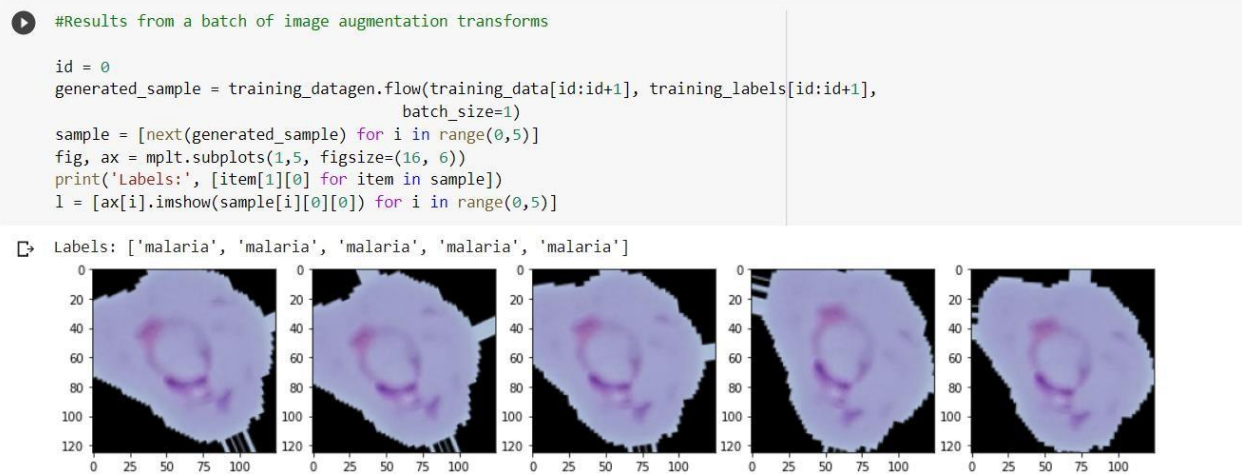 #Results from a batch of image augmentation transforms
id = 0
generated_sample = training_datagen.flow(training_data[id:id+1], training_labels[id:id+1],
batch_size=1)
sample = [next(generated_sample) for i in range(0,5)]
fig, ax = mplt.subplots(1,5, figsize=(16, 6))
print('Labels:', [item[1][0] for item in sample])
l = [ax[i].imshow(sample[i][0][0]) for i in range(0,5)]
Labels: ['malaria', 'malaria', 'malaria', 'malaria', 'malaria']
0 0 0 0 0
20 20 20 20 20
40 40 40 40 40
60 60 60 60 60
80 80 80 80 80
100 100 100 100 100
120 120 120 120 120
0 25 50 75 100 0 25 50 75 100 0 25 50 75 100 0 25 50 75 100 0 25 50 75 100